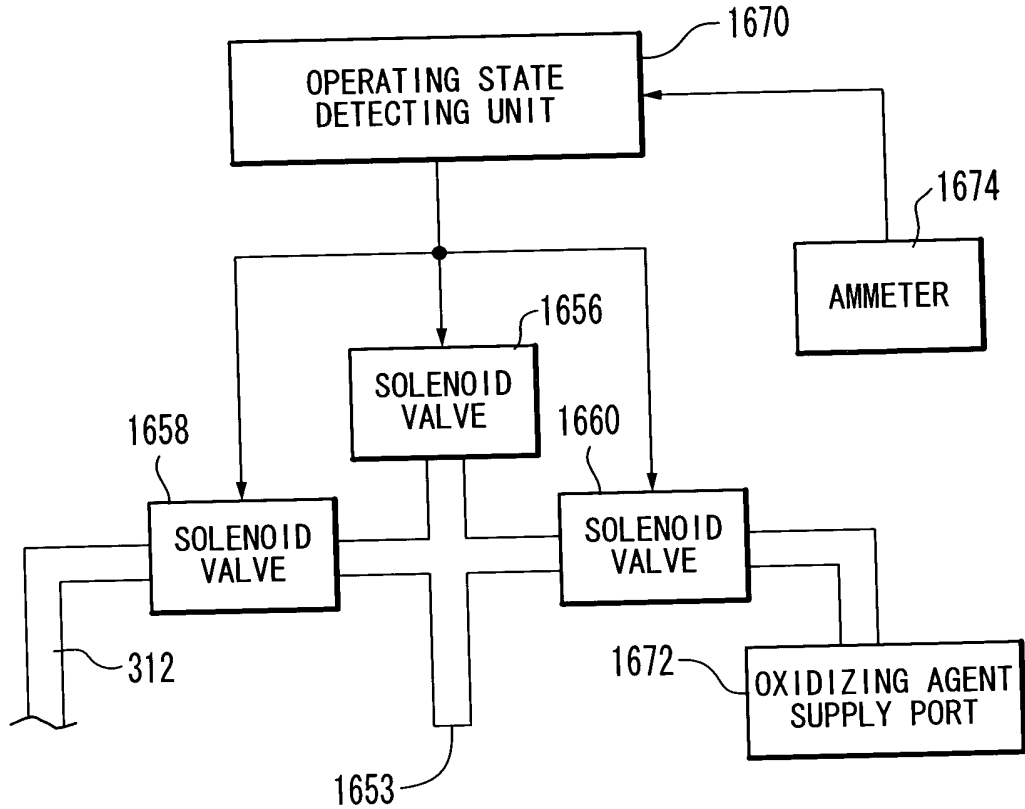 1670
OPERATING STATE
DETECTING UNIT
1674
AMMETER
1656
SOLENOID
VALVE
1658
1660
SOLENOID
VALVE
SOLENOID
VALVE
312
1672
OXIDIZING AGENT
SUPPLY PORT
1653